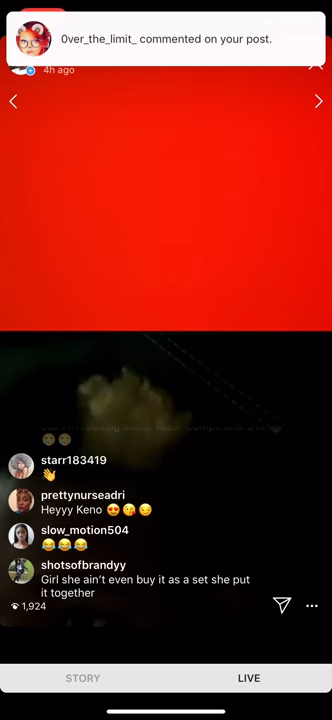 0ver_the_limit_ commented on your post.
4h ago
starr183419
👋
prettynurseadri
Heyyy Keno 😍😘😏
slow_motion504
😂😂😂
shotsofbrandyy
Girl she ain't even buy it as a set she put
it together
1,924
STORY LIVE